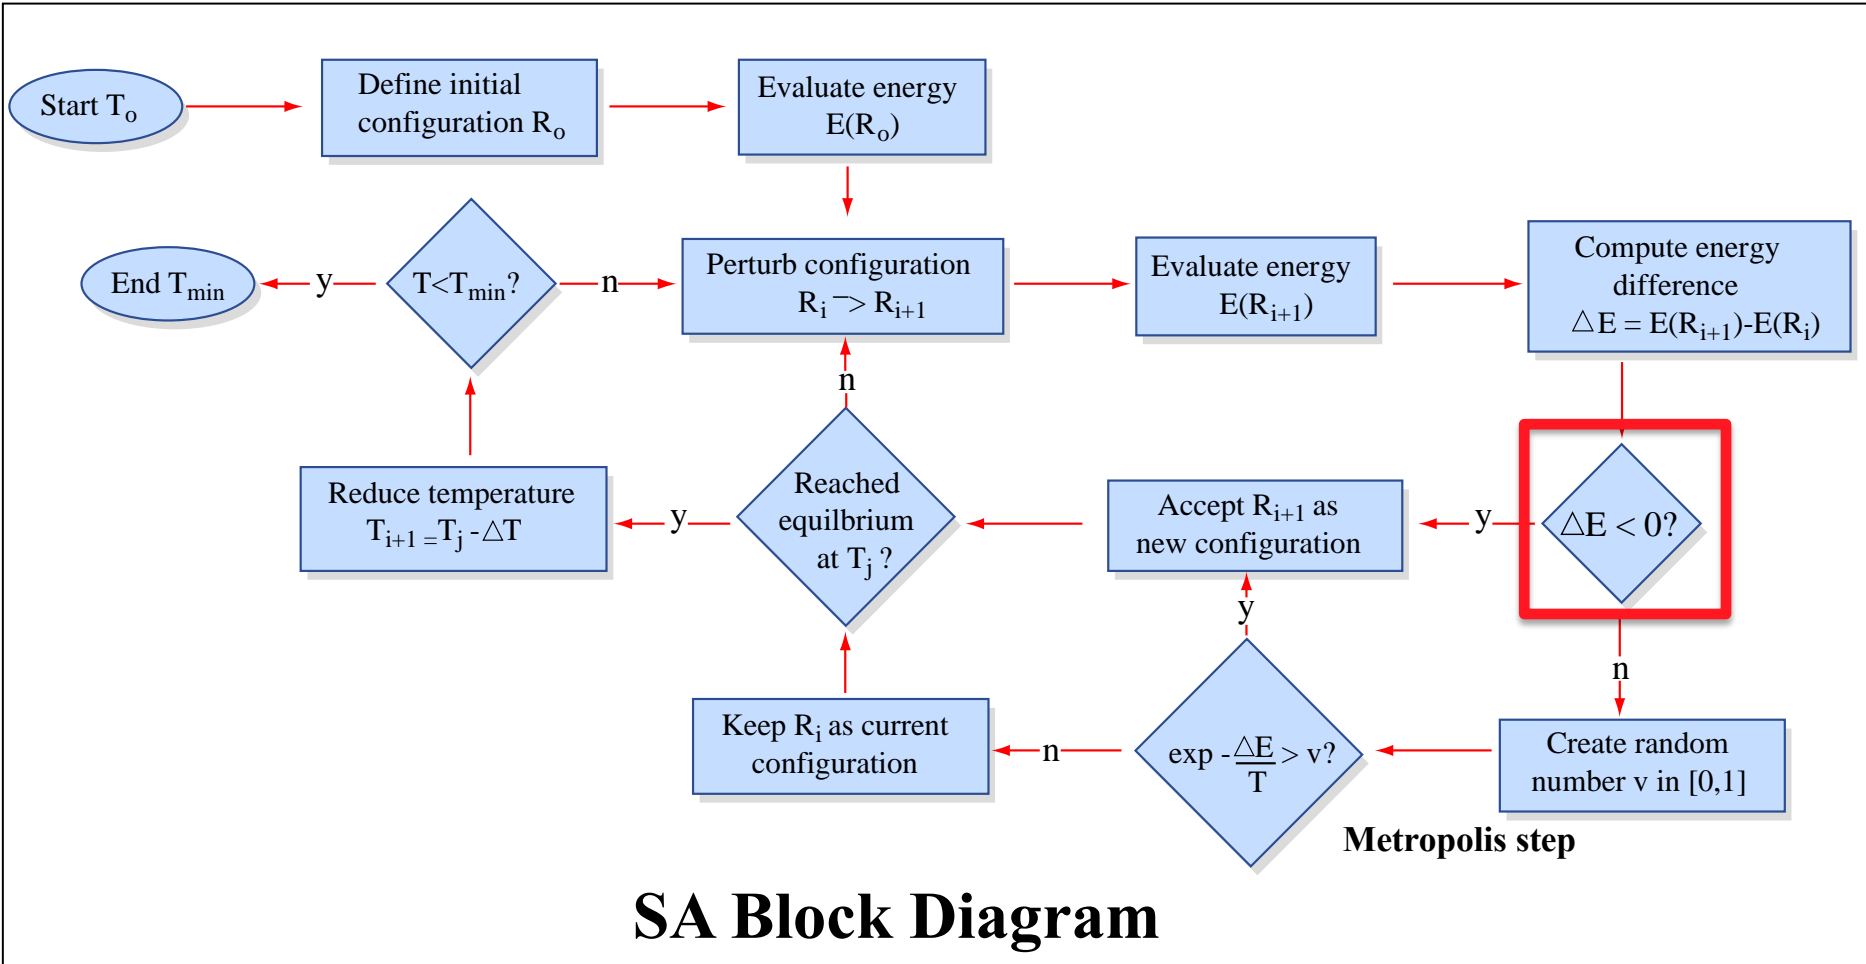 Start Tₒ
Define initial
configuration Rₒ
Evaluate energy
E(Rₒ)
End Tmin
y
T<Tmin?
n
Perturb configuration
Rᵢ –> Rᵢ₊₁
Evaluate energy
E(Rᵢ₊₁)
Compute energy
difference
△E = E(Rᵢ₊₁)-E(Rᵢ)
n
Reduce temperature
Tᵢ₊₁ = Tⱼ - △T
y
Reached
equilbrium
at Tⱼ ?
Accept Rᵢ₊₁ as
new configuration
y
△E < 0?
y
n
Keep Rᵢ as current
configuration
n
exp - △E/T > v?
Create random
number v in [0,1]
Metropolis step
SA Block Diagram